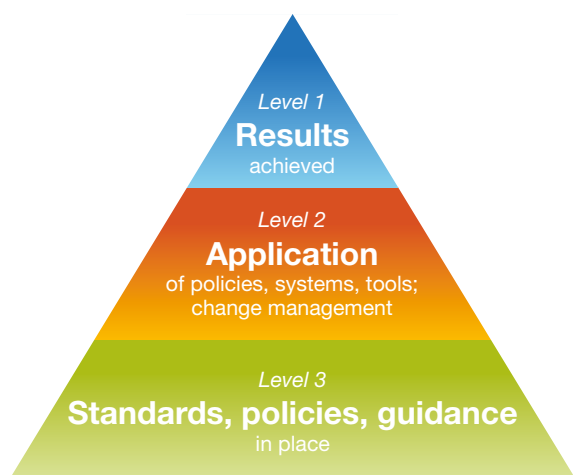 Level 1
Results
achieved
Level 2
Application
of policies, systems, tools;
change management
Level 3
Standards, policies, guidance
in place